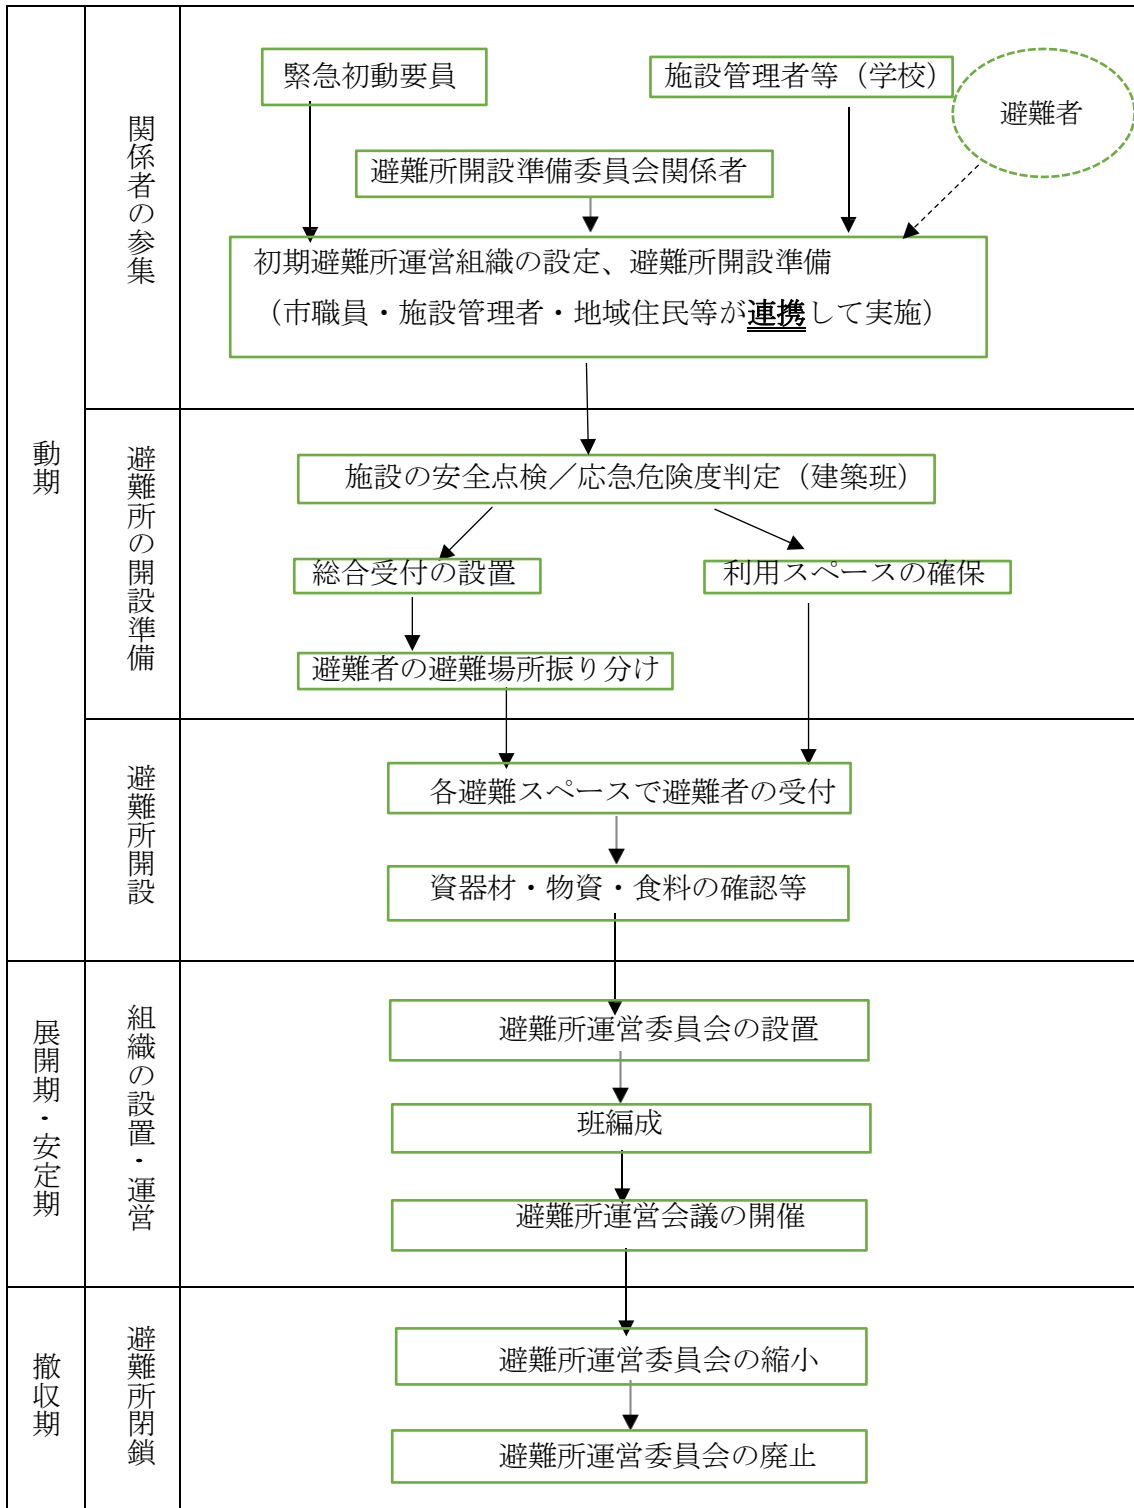 動期
関係者の参集
緊急初動要員
施設管理者等（学校）
避難者
避難所開設準備委員会関係者
初期避難所運営組織の設定、避難所開設準備
（市職員・施設管理者・地域住民等が連携して実施）
避難所の開設準備
施設の安全点検／応急危険度判定（建築班）
総合受付の設置
利用スペースの確保
避難者の避難場所振り分け
避難所開設
各避難スペースで避難者の受付
資器材・物資・食料の確認等
展開期・安定期
組織の設置・運営
避難所運営委員会の設置
班編成
避難所運営会議の開催
撤収期
避難所閉鎖
避難所運営委員会の縮小
避難所運営委員会の廃止